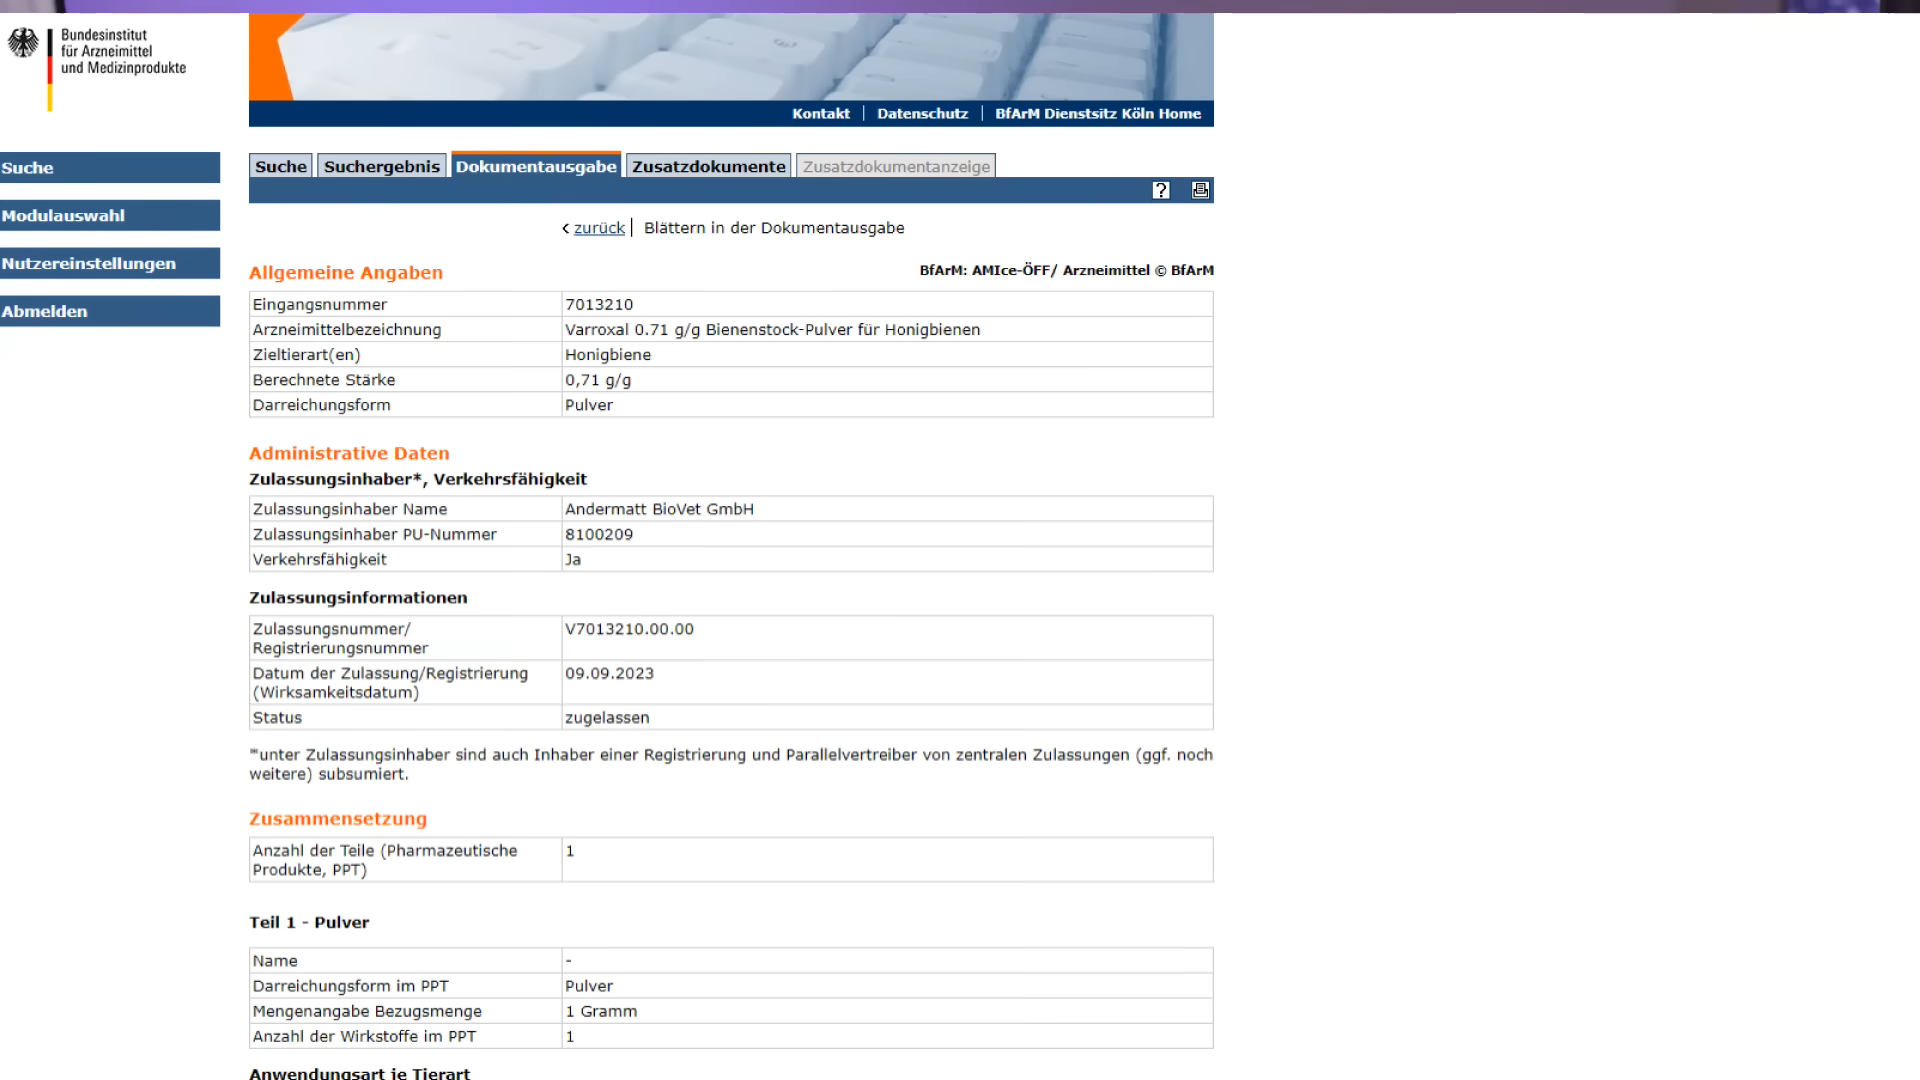 Bundesinstitut
für Arzneimittel
und Medizinprodukte
Kontakt | Datenschutz | BfArM Dienstsitz Köln Home
Suche
Modulauswahl
Nutzereinstellungen
Abmelden
Suche Suchergebnis Dokumentausgabe Zusatzdokumente Zusatzdokumentanzeige
?
< zurück | Blättern in der Dokumentausgabe
Allgemeine Angaben BfArM: AMIce-ÖFF/ Arzneimittel © BfArM
Eingangsnummer 7013210
Arzneimittelbezeichnung Varroxal 0.71 g/g Bienenstock-Pulver für Honigbienen
Zieltierart(en) Honigbiene
Berechnete Stärke 0,71 g/g
Darreichungsform Pulver
Administrative Daten
Zulassungsinhaber*, Verkehrsfähigkeit
Zulassungsinhaber Name Andermatt BioVet GmbH
Zulassungsinhaber PU-Nummer 8100209
Verkehrsfähigkeit Ja
Zulassungsinformationen
Zulassungsnummer/ V7013210.00.00
Registrierungsnummer
Datum der Zulassung/Registrierung 09.09.2023
(Wirksamkeitsdatum)
Status zugelassen
*unter Zulassungsinhaber sind auch Inhaber einer Registrierung und Parallelvertreiber von zentralen Zulassungen (ggf. noch
weitere) subsumiert.
Zusammensetzung
Anzahl der Teile (Pharmazeutische 1
Produkte, PPT)
Teil 1 - Pulver
Name -
Darreichungsform im PPT Pulver
Mengenangabe Bezugsmenge 1 Gramm
Anzahl der Wirkstoffe im PPT 1
Anwendungsart je Tierart